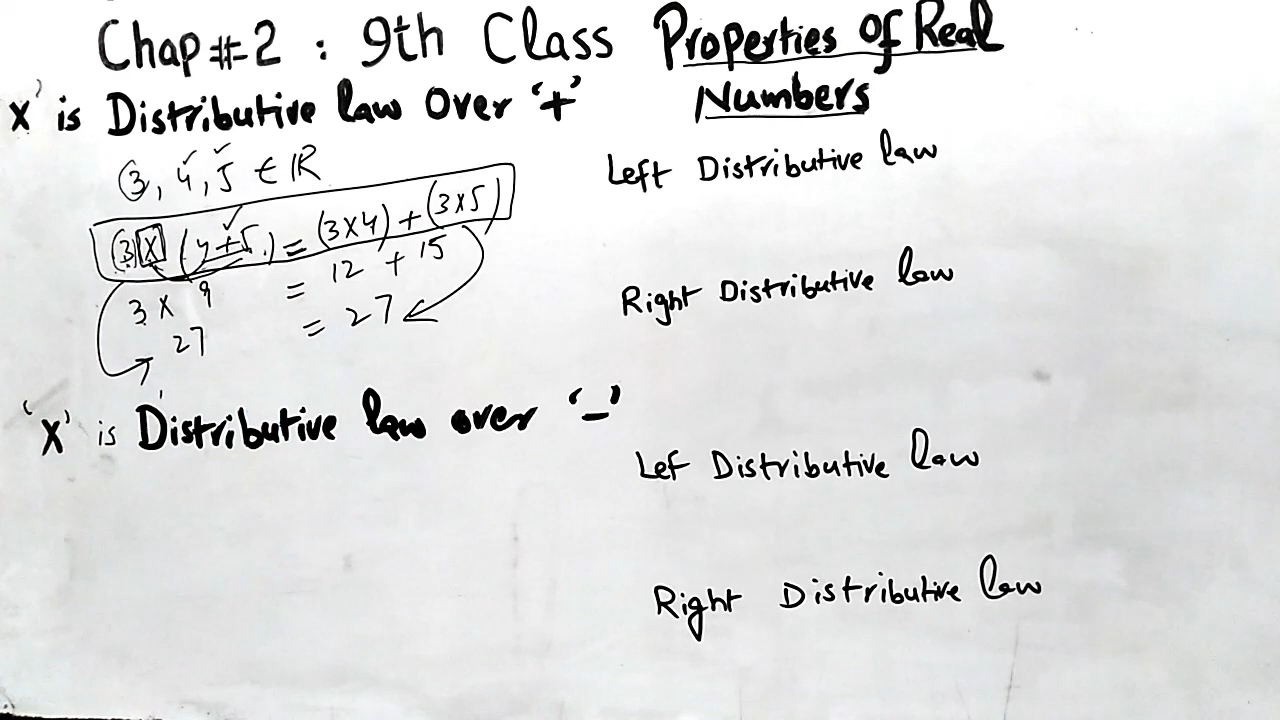 Chap#2 : 9th Class Properties of Real
Numbers
x' is Distributive law Over '+'
3, 4, 5 ∈ ℝ
3 x (4+5) = (3x4) + (3x5)
3 x 9 = 12 + 15
27 = 27
Left Distributive law
Right Distributive law
'x' is Distributive law over '-'
Lef Distributive law
Right Distributive law